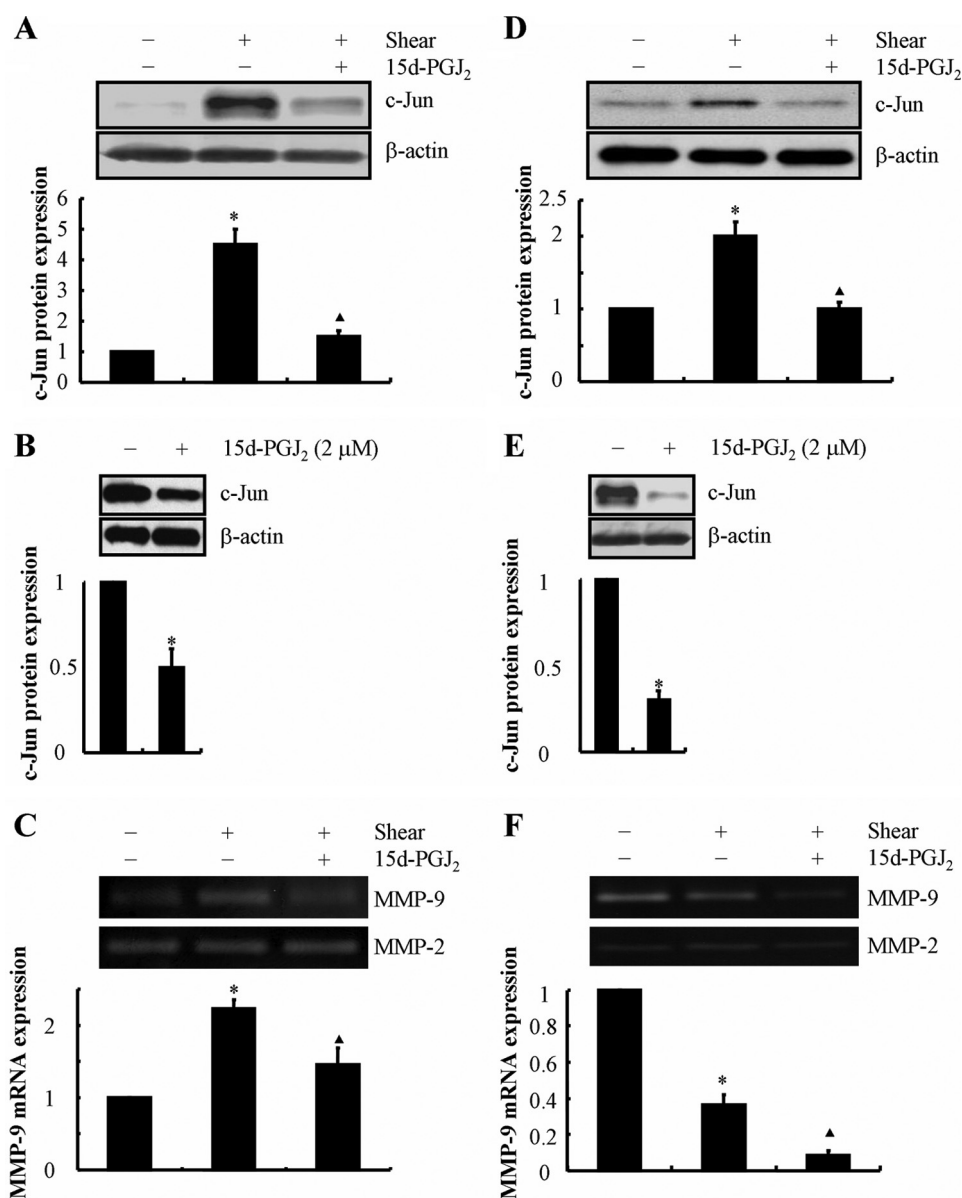 A
− + + Shear
− − + 15d-PGJ₂
c-Jun
β-actin
c-Jun protein expression
6
5
4
3
2
1
0
*
▲
B
− + 15d-PGJ₂ (2 μM)
c-Jun
β-actin
c-Jun protein expression
1
0.5
0
*
C
− + + Shear
− − + 15d-PGJ₂
MMP-9
MMP-2
MMP-9 mRNA expression
2
1
0
*
▲
D
− + + Shear
− − + 15d-PGJ₂
c-Jun
β-actin
c-Jun protein expression
2.5
2
1
0
*
▲
E
− + 15d-PGJ₂ (2 μM)
c-Jun
β-actin
c-Jun protein expression
1
0.5
0
*
F
− + + Shear
− − + 15d-PGJ₂
MMP-9
MMP-2
MMP-9 mRNA expression
1
0.8
0.6
0.4
0.2
0
*
▲